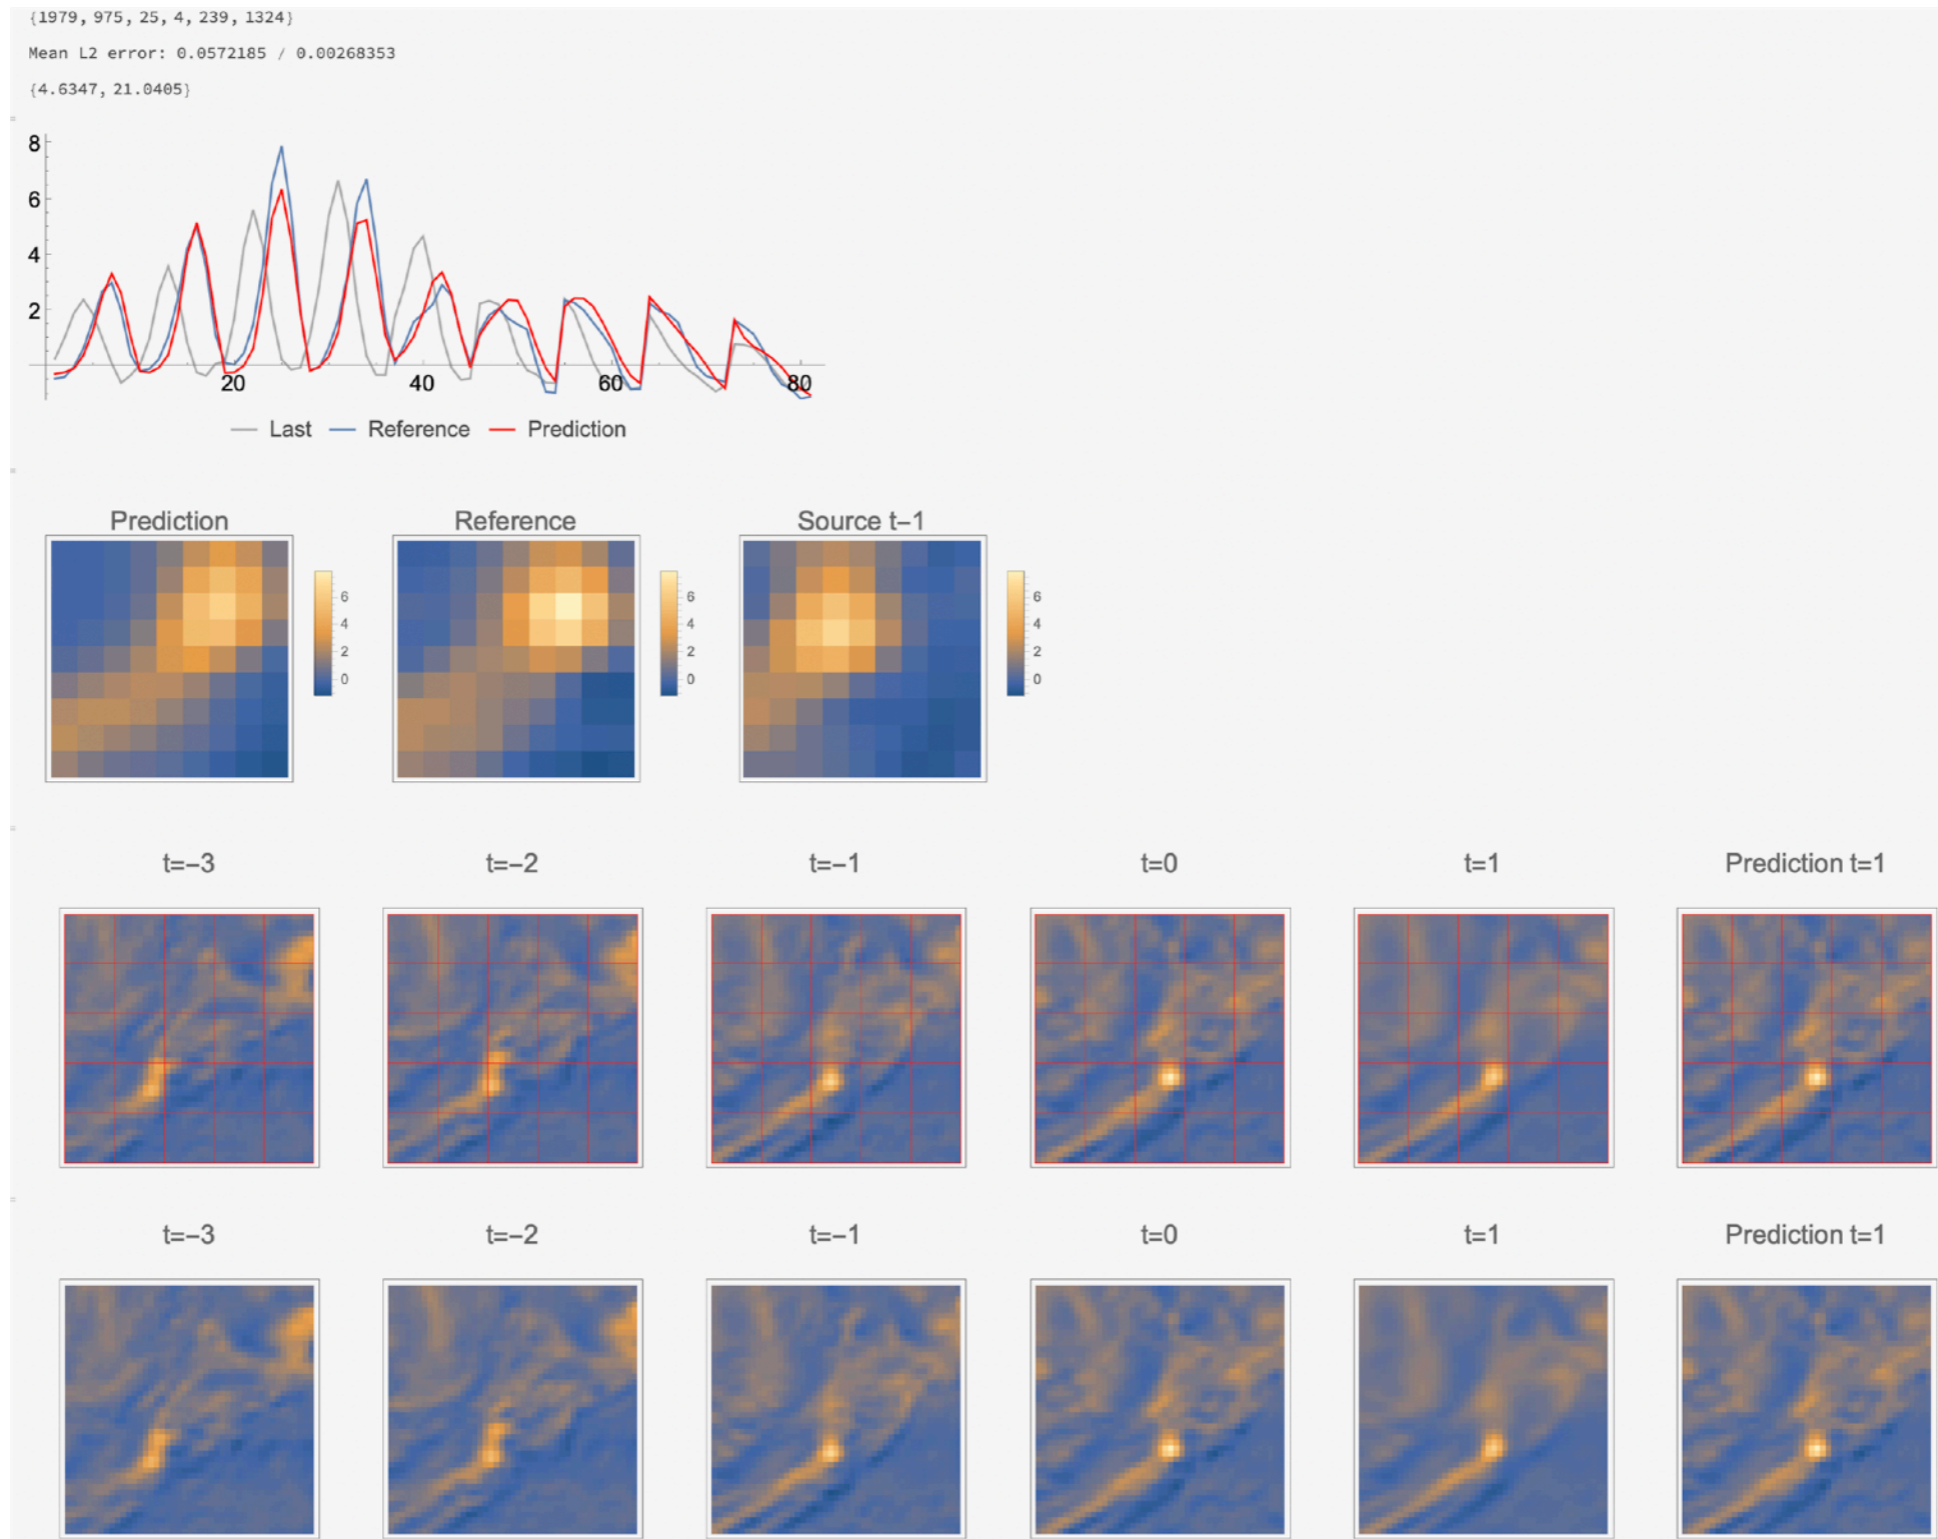 {1979, 975, 25, 4, 239, 1324}
Mean L2 error: 0.0572185 / 0.00268353
{4.6347, 21.0405}
8
6
4
2
20 40 60 80
Last Reference Prediction
Prediction Reference Source t−1
6 6 6
4 4 4
2 2 2
0 0 0
t=−3 t=−2 t=−1 t=0 t=1 Prediction t=1
t=−3 t=−2 t=−1 t=0 t=1 Prediction t=1